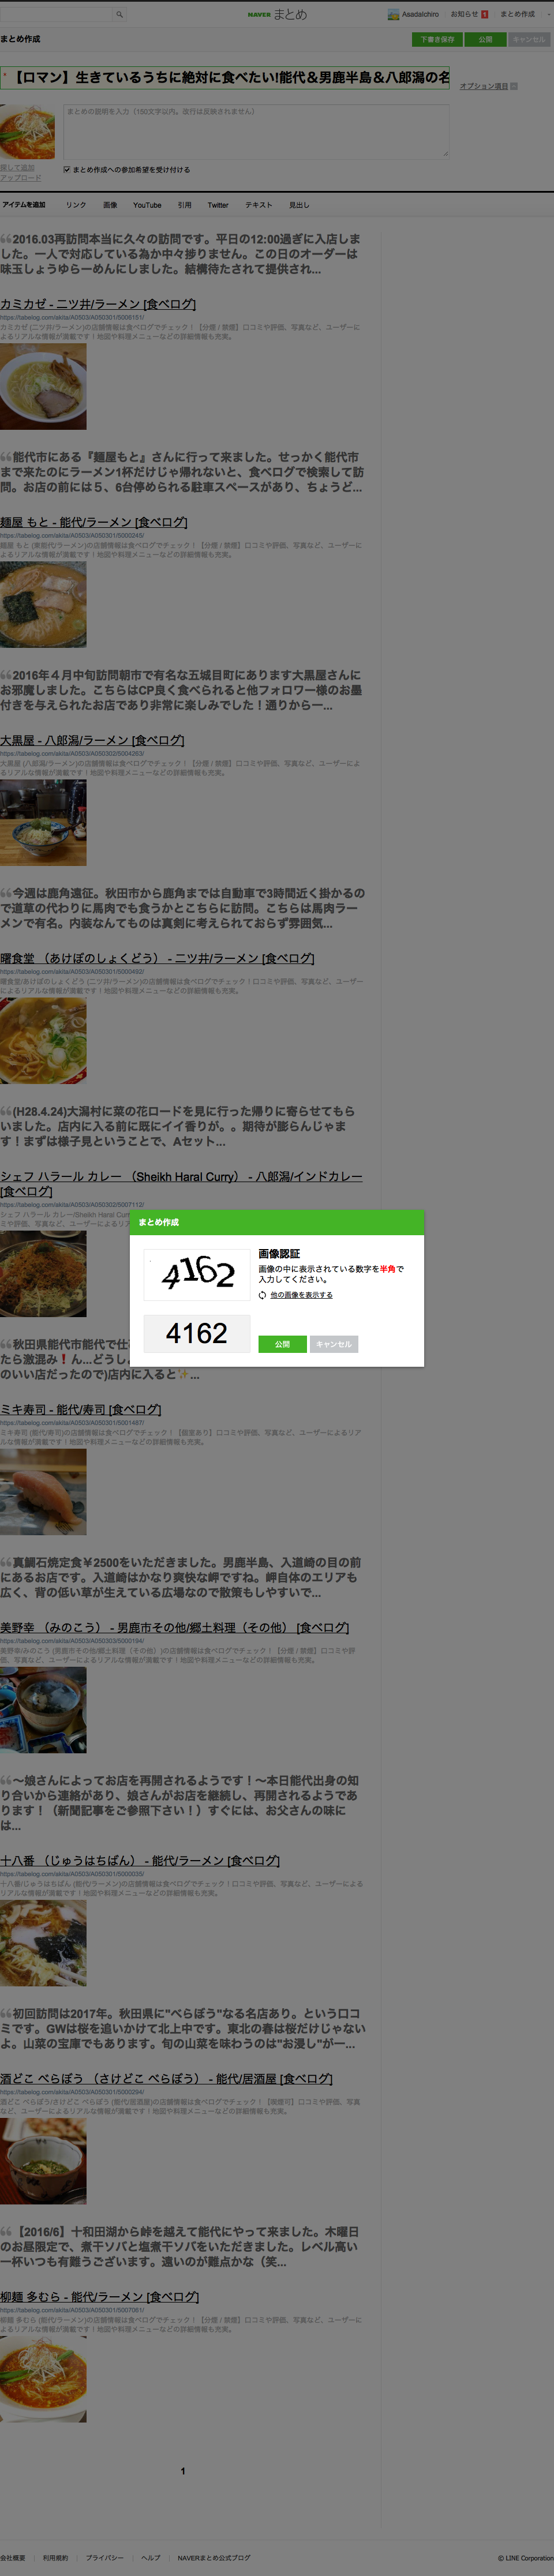 NAVER まとめ
AsadaIchiro
お知らせ 1
まとめ作成
まとめ作成
下書き保存
公開
キャンセル
* 【ロマン】生きているうちに絶対に食べたい!能代＆男鹿半島＆八郎潟の名
オプション項目
まとめの説明を入力（150文字以内。改行は反映されません）
探して追加
アップロード
まとめ作成への参加希望を受け付ける
アイテムを追加
リンク
画像
YouTube
引用
Twitter
テキスト
見出し
2016.03再訪問本当に久々の訪問です。平日の12:00過ぎに入店しま
した。一人で対応している為か中々捗りません。この日のオーダーは
味玉しょうゆらーめんにしました。結構待たされて提供され...
カミカゼ - 二ツ井/ラーメン [食べログ]
https://tabelog.com/akita/A0503/A050301/5006151/
カミカゼ (二ツ井/ラーメン)の店舗情報は食べログでチェック！【分煙 / 禁煙】口コミや評価、写真など、ユーザーに
よるリアルな情報が満載です！地図や料理メニューなどの詳細情報も充実。
能代市にある『麺屋もと』さんに行って来ました。せっかく能代市
まで来たのにラーメン1杯だけじゃ帰れないと、食べログで検索して訪
問。お店の前には５、6台停められる駐車スペースがあり、ちょうど...
麺屋 もと - 能代/ラーメン [食べログ]
https://tabelog.com/akita/A0503/A050301/5000245/
麺屋 もと (東能代/ラーメン)の店舗情報は食べログでチェック！【分煙 / 禁煙】口コミや評価、写真など、ユーザーに
よるリアルな情報が満載です！地図や料理メニューなどの詳細情報も充実。
2016年４月中旬訪問朝市で有名な五城目町にあります大黒屋さんに
お邪魔しました。こちらはCP良く食べられると他フォロワー様のお墨
付きを与えられたお店であり非常に楽しみでした！通りから一...
大黒屋 - 八郎潟/ラーメン [食べログ]
https://tabelog.com/akita/A0503/A050302/5004263/
大黒屋 (八郎潟/ラーメン)の店舗情報は食べログでチェック！【分煙 / 禁煙】口コミや評価、写真など、ユーザーによ
るリアルな情報が満載です！地図や料理メニューなどの詳細情報も充実。
今週は鹿角遠征。秋田市から鹿角までは自動車で3時間近く掛かるの
で道草の代わりに馬肉でも食うかとこちらに訪問。こちらは馬肉ラー
メンで有名。内装なんてものは真剣に考えられておらず雰囲気...
曙食堂 （あけぼのしょくどう） - 二ツ井/ラーメン [食べログ]
https://tabelog.com/akita/A0503/A050301/5000492/
曙食堂/あけぼのしょくどう (二ツ井/ラーメン)の店舗情報は食べログでチェック！口コミや評価、写真など、ユーザー
によるリアルな情報が満載です！地図や料理メニューなどの詳細情報も充実。
(H28.4.24)大潟村に菜の花ロードを見に行った帰りに寄らせてもら
いました。店内に入る前に既にイイ香りが。。期待が膨らんじゃま
す！まずは様子見ということで、Aセット...
シェフ ハラール カレー （Sheikh Haral Curry） - 八郎潟/インドカレー
[食べログ]
https://tabelog.com/akita/A0503/A050302/5007112/
シェフ ハラール カレー/Sheikh Haral Cur
ミや評価、写真など、ユーザーによる
まとめ作成
4162
画像認証
画像の中に表示されている数字を半角で
入力してください。
他の画像を表示する
4162
公開
キャンセル
秋田県能代市能代で仕
たら激混み❗ん...どうしよ
のいい店だったので)店内に入ると✨...
ミキ寿司 - 能代/寿司 [食べログ]
https://tabelog.com/akita/A0503/A050301/5001487/
ミキ寿司 (能代/寿司)の店舗情報は食べログでチェック！【個室あり】口コミや評価、写真など、ユーザーによるリア
ルな情報が満載です！地図や料理メニューなどの詳細情報も充実。
真鯛石焼定食￥2500をいただきました。男鹿半島、入道崎の目の前
にあるお店です。入道崎はかなり爽快な岬ですね。岬自体のエリアも
広く、背の低い草が生えている広場なので散策もしやすいで...
美野幸 （みのこう） - 男鹿市その他/郷土料理（その他） [食べログ]
https://tabelog.com/akita/A0503/A050303/5000194/
美野幸/みのこう (男鹿市その他/郷土料理（その他）)の店舗情報は食べログでチェック！【分煙 / 禁煙】口コミや評
価、写真など、ユーザーによるリアルな情報が満載です！地図や料理メニューなどの詳細情報も充実。
〜娘さんによってお店を再開されるようです！〜本日能代出身の知
り合いから連絡があり、娘さんがお店を継続し、再開されるようであ
ります！（新聞記事をご参照下さい！）すぐには、お父さんの味に
は...
十八番 （じゅうはちばん） - 能代/ラーメン [食べログ]
https://tabelog.com/akita/A0503/A050301/5000035/
十八番/じゅうはちばん (能代/ラーメン)の店舗情報は食べログでチェック！口コミや評価、写真など、ユーザーによる
リアルな情報が満載です！地図や料理メニューなどの詳細情報も充実。
初回訪問は2017年。秋田県に"べらぼう"なる名店あり。という口コ
ミです。GWは桜を追いかけて北上中です。東北の春は桜だけじゃない
よ。山菜の宝庫でもあります。旬の山菜を味わうのは"お浸し"が一...
酒どこ べらぼう （さけどこ べらぼう） - 能代/居酒屋 [食べログ]
https://tabelog.com/akita/A0503/A050301/5000294/
酒どこ べらぼう/さけどこ べらぼう (能代/居酒屋)の店舗情報は食べログでチェック！【喫煙可】口コミや評価、写真
など、ユーザーによるリアルな情報が満載です！地図や料理メニューなどの詳細情報も充実。
【2016/6】十和田湖から峠を越えて能代にやって来ました。木曜日
のお昼限定で、煮干ソバと塩煮干ソバをいただきました。レベル高い
一杯いつも有難うございます。遠いのが難点かな（笑...
柳麺 多むら - 能代/ラーメン [食べログ]
https://tabelog.com/akita/A0503/A050301/5007061/
柳麺 多むら (能代/ラーメン)の店舗情報は食べログでチェック！【分煙 / 禁煙】口コミや評価、写真など、ユーザーに
よるリアルな情報が満載です！地図や料理メニューなどの詳細情報も充実。
1
会社概要
利用規約
プライバシー
ヘルプ
NAVERまとめ公式ブログ
© LINE Corporation